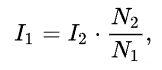 I₁ = I₂ · N₂/N₁,